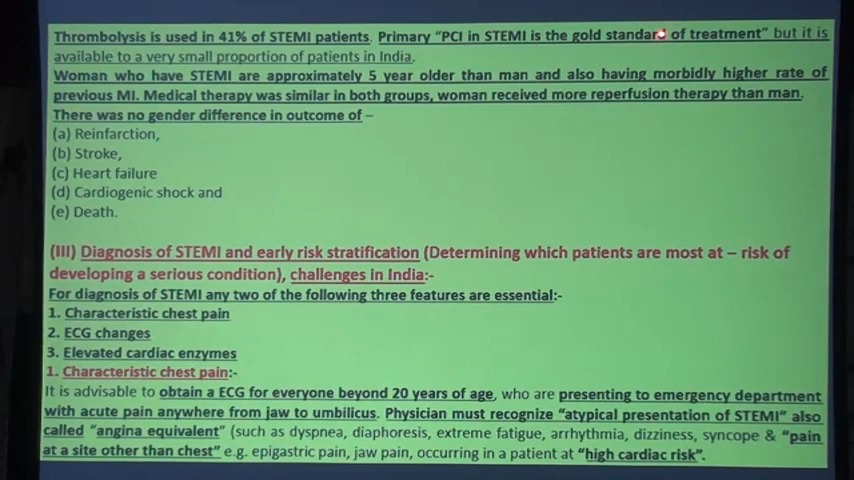 Thrombolysis is used in 41% of STEMI patients. Primary “PCI in STEMI is the gold standard of treatment” but it is
available to a very small proportion of patients in India.
Woman who have STEMI are approximately 5 year older than man and also having morbidly higher rate of
previous MI. Medical therapy was similar in both groups, woman received more reperfusion therapy than man.
There was no gender difference in outcome of –
(a) Reinfarction,
(b) Stroke,
(c) Heart failure
(d) Cardiogenic shock and
(e) Death.
(III) Diagnosis of STEMI and early risk stratification (Determining which patients are most at – risk of
developing a serious condition), challenges in India:-
For diagnosis of STEMI any two of the following three features are essential:-
1. Characteristic chest pain
2. ECG changes
3. Elevated cardiac enzymes
1. Characteristic chest pain:-
It is advisable to obtain a ECG for everyone beyond 20 years of age, who are presenting to emergency department
with acute pain anywhere from jaw to umbilicus. Physician must recognize “atypical presentation of STEMI” also
called “angina equivalent” (such as dyspnea, diaphoresis, extreme fatigue, arrhythmia, dizziness, syncope & “pain
at a site other than chest” e.g. epigastric pain, jaw pain, occurring in a patient at “high cardiac risk”.